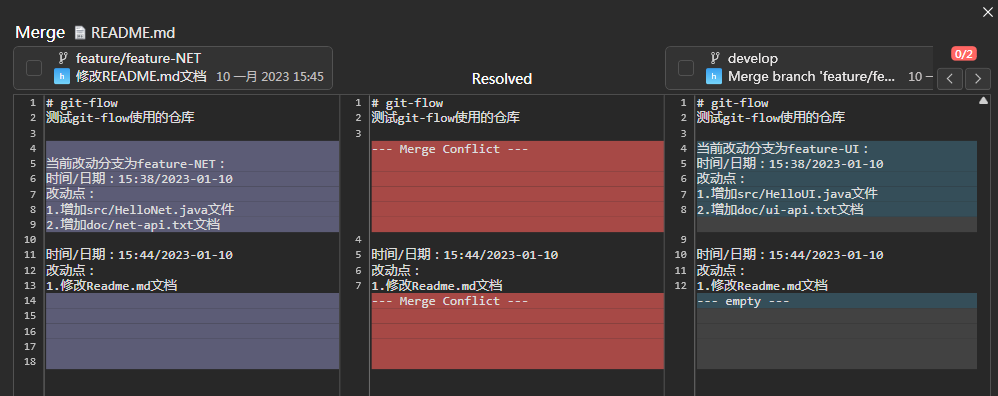 Merge README.md
feature/feature-NET
修改README.md文档 10 一月 2023 15:45
Resolved
develop
Merge branch 'feature/fe... 10 一
0/2
1 # git-flow
2 测试git-flow使用的仓库
3
4
5 当前改动分支为feature-NET：
6 时间/日期：15:38/2023-01-10
7 改动点：
8 1.增加src/HelloNet.java文件
9 2.增加doc/net-api.txt文档
10
11 时间/日期：15:44/2023-01-10
12 改动点：
13 1.修改Readme.md文档
14
15
16
17
18
1 # git-flow
2 测试git-flow使用的仓库
3
--- Merge Conflict ---
4
5 时间/日期：15:44/2023-01-10
6 改动点：
7 1.修改Readme.md文档
--- Merge Conflict ---
1 # git-flow
2 测试git-flow使用的仓库
3
4 当前改动分支为feature-UI：
5 时间/日期：15:38/2023-01-10
6 改动点：
7 1.增加src/HelloUI.java文件
8 2.增加doc/ui-api.txt文档
9
10 时间/日期：15:44/2023-01-10
11 改动点：
12 1.修改Readme.md文档
--- empty ---